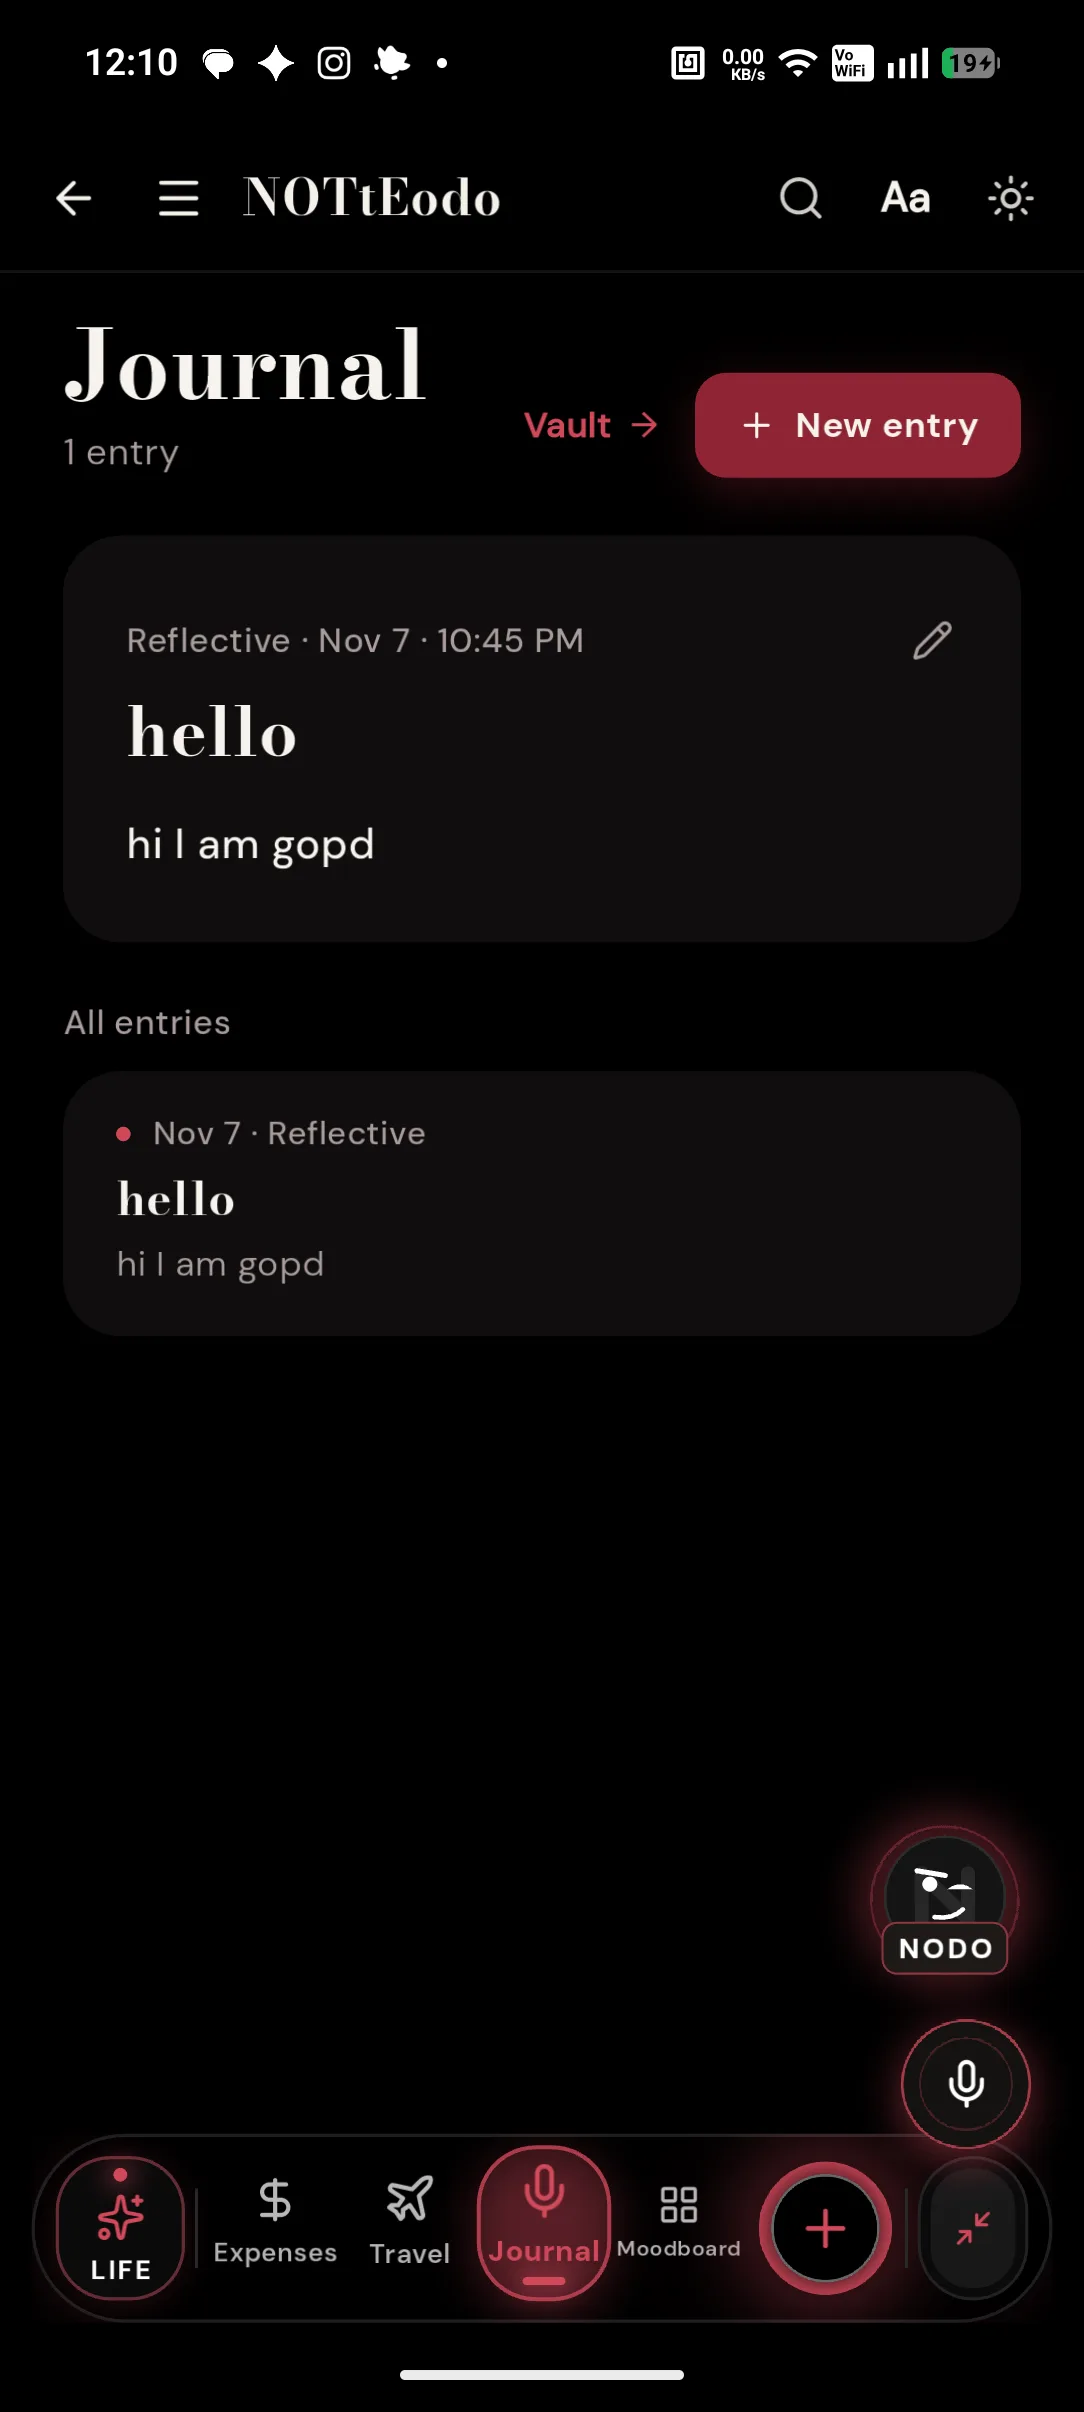 12:10
0.00 KB/s
Vo WiFi
19
NOTtEodo
Aa
Journal
1 entry
Vault →
+ New entry
Reflective · Nov 7 · 10:45 PM
hello
hi I am gopd
All entries
Nov 7 · Reflective
hello
hi I am gopd
NODO
LIFE
Expenses
Travel
Journal
Moodboard